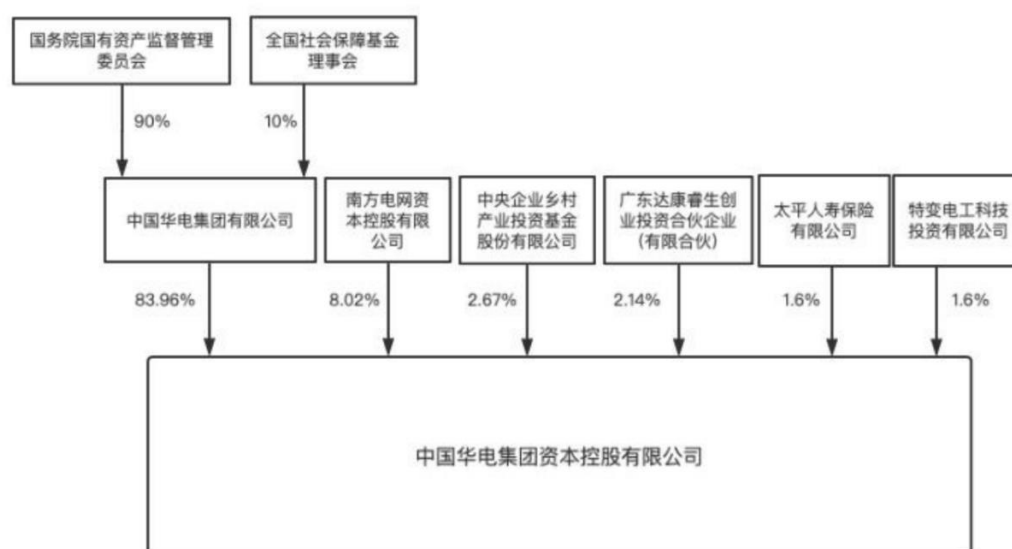 国务院国有资产监督管理
委员会
全国社会保障基金
理事会
90%
10%
中国华电集团有限公司
南方电网资
本控股有限
公司
中央企业乡村
产业投资基金
股份有限公司
广东达康睿生创
业投资合伙企业
(有限合伙)
太平人寿保险
有限公司
特变电工科技
投资有限公司
83.96%
8.02%
2.67%
2.14%
1.6%
1.6%
中国华电集团资本控股有限公司